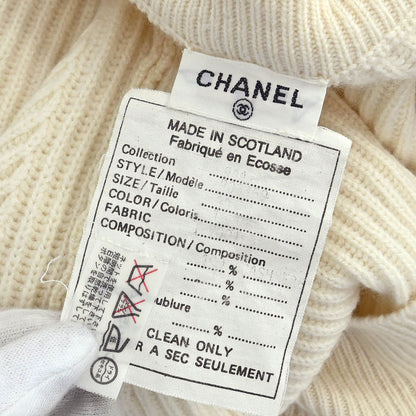 CHANEL
MADE IN SCOTLAND
Fabriqué en Ecosse
Collection
STYLE/Modèle
SIZE/Taille
COLOR/Coloris
FABRIC
COMPOSITION/Composition
%
%
%
oublure
%
CLEAN ONLY
R A SEC SEULEMENT